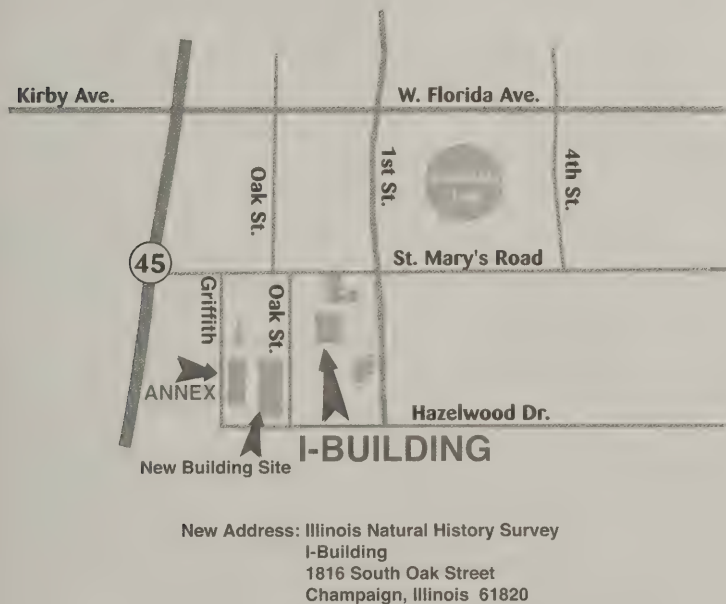 Kirby Ave.
W. Florida Ave.
Oak St.
1st St.
4th St.
45
St. Mary's Road
Griffith
Oak St.
ANNEX
Hazelwood Dr.
I-BUILDING
New Building Site
New Address: Illinois Natural History Survey
I-Building
1816 South Oak Street
Champaign, Illinois 61820